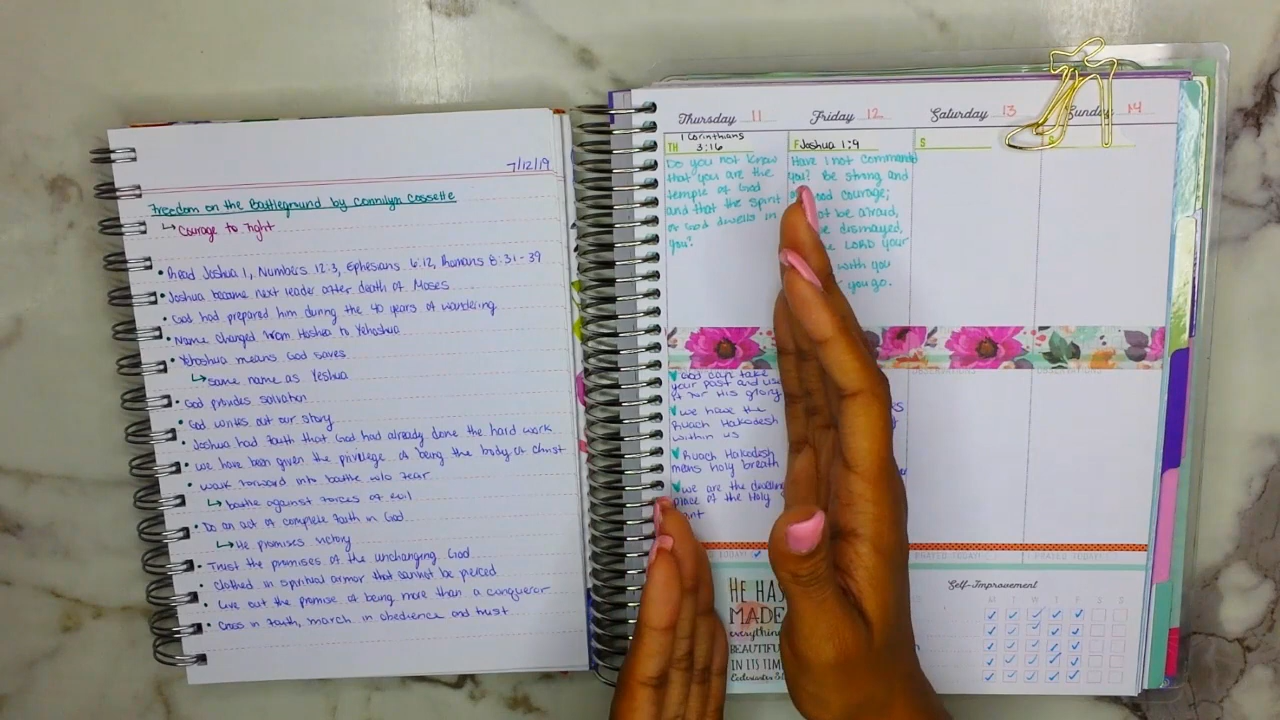 7/12/19
Freedom on the Battleground by Connilyn Cossette
↳ Courage to Fight
• Read Joshua 1, Numbers 12:3, Ephesians 6:12, Romans 8:31-39
• Joshua became next leader after death of Moses
• God had prepared him during the 40 years of wandering
• Name changed from Hoshea to Yehoshua
• Yehoshua means God saves
↳ same name as Yeshua
• God provides salvation
• God writes out our story
• Joshua had faith that God had already done the hard work
• we have been given the privilege of being the body of Christ
• walk forward into battle w/o fear
↳ battle against forces of evil
• Do an act of complete faith in God
↳ He promises victory
• Trust the promises of the unchanging God
• clothed in spiritual armor that cannot be pierced
• Live out the promise of being more than a conqueror
• Cross in faith, march in obedience and trust
Thursday 11
1 Corinthians
TH 3:16
Do you not know
that you are the
temple of God
and that the spirit
of God dwells in
you?
God can take
your past and use
it for His glory
we have the
Ruach Hakodesh
within us
Ruach Hakodesh
means holy breath
we are the dwelling
place of the Holy
TODAY
HE HAS
MADE
everything
BEAUTIFUL
IN ITS TIME
Friday 12
F Joshua 1:9
Have I not commanded
you? Be strong and
good courage;
not be afraid,
be dismayed,
LORD your
with you
you go.
Saturday 13
S
Sunday 14
S
Self-Improvement
M T W T F S S